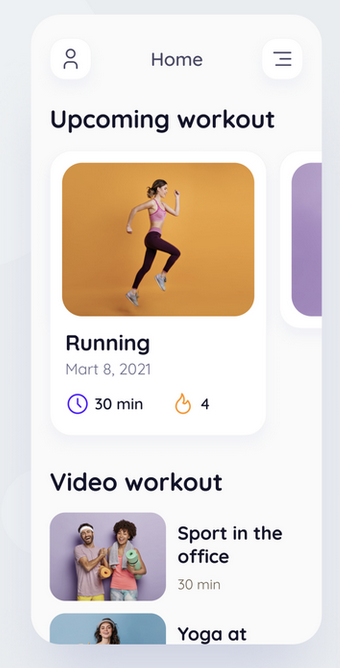 Home
Upcoming workout
Running
Mart 8, 2021
30 min
4
Video workout
Sport in the
office
30 min
Yoga at